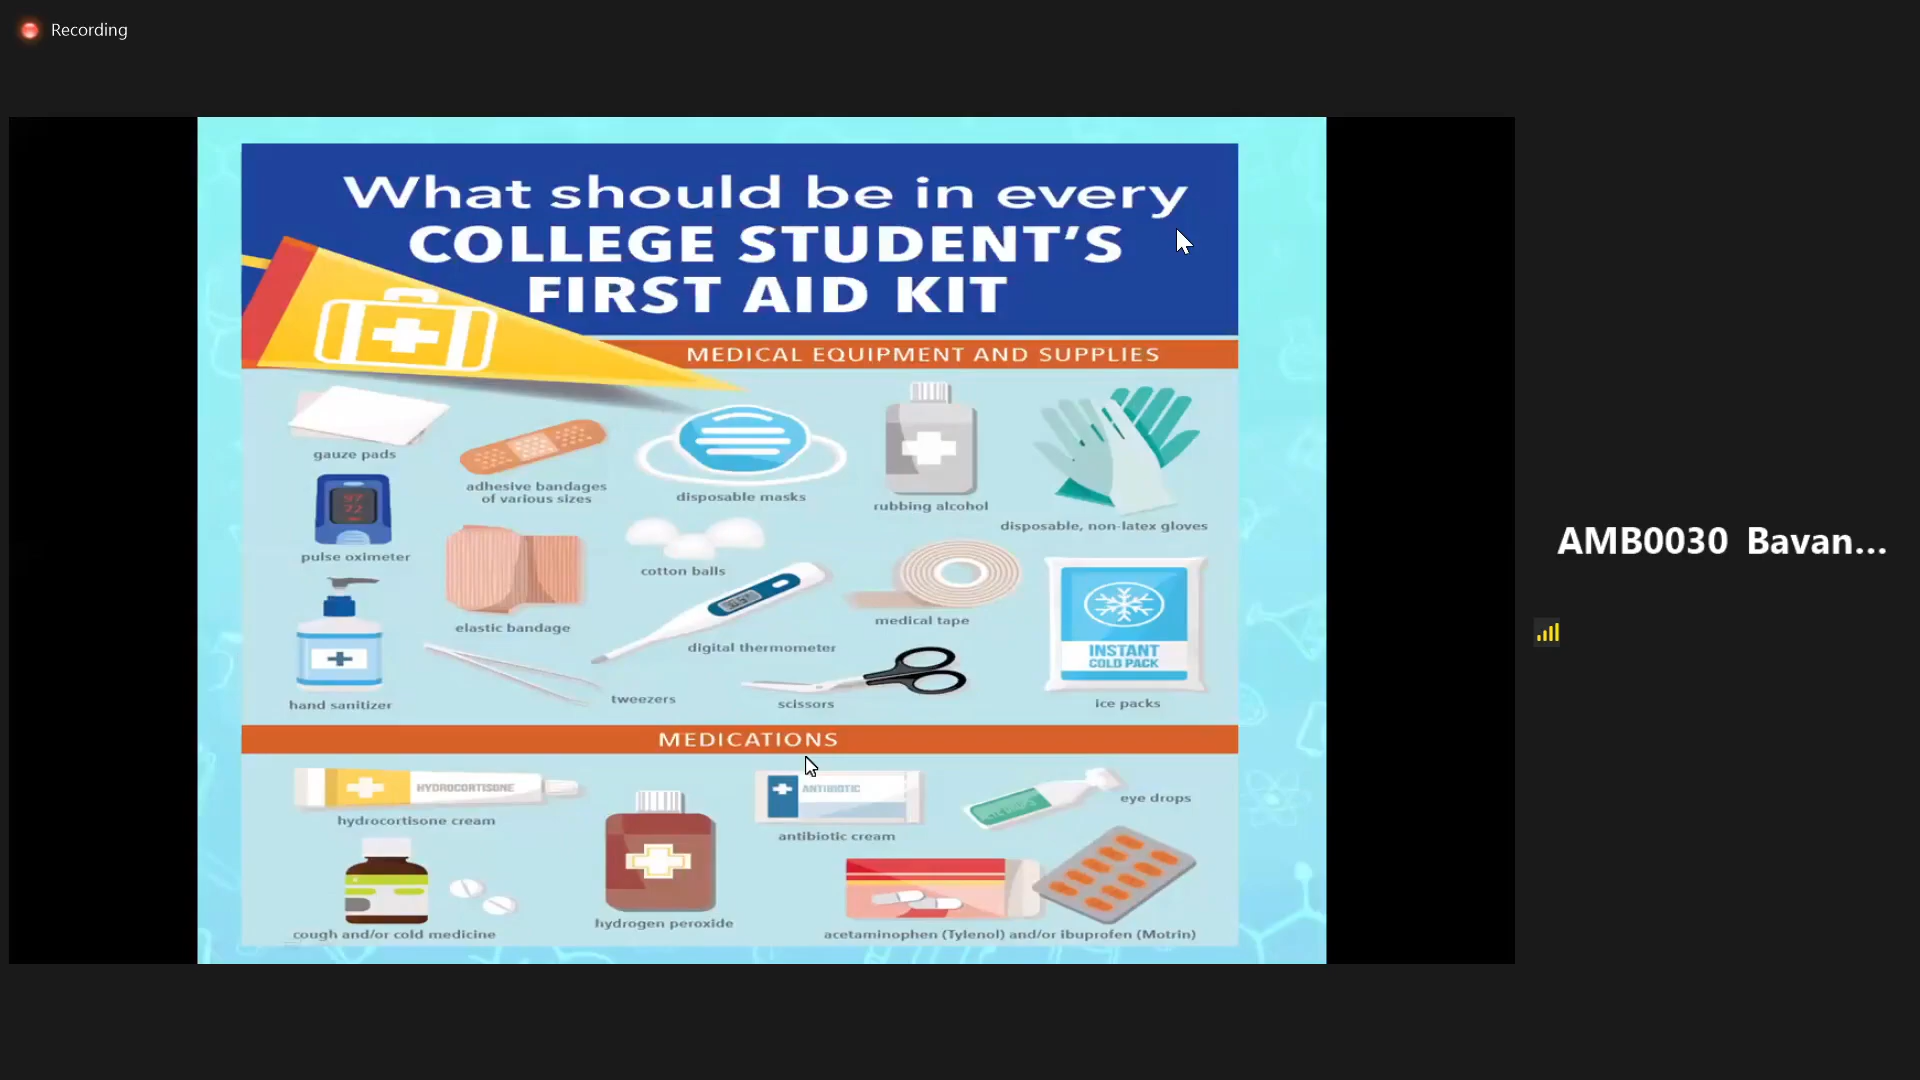 Recording
What should be in every
COLLEGE STUDENT'S
FIRST AID KIT
MEDICAL EQUIPMENT AND SUPPLIES
gauze pads
adhesive bandages
of various sizes
disposable masks
rubbing alcohol
disposable, non-latex gloves
97
72
pulse oximeter
cotton balls
elastic bandage
digital thermometer
medical tape
INSTANT
COLD PACK
hand sanitizer
tweezers
scissors
ice packs
MEDICATIONS
HYDROCORTISONE
hydrocortisone cream
ANTIBIOTIC
antibiotic cream
eye drops
cough and/or cold medicine
hydrogen peroxide
acetaminophen (Tylenol) and/or ibuprofen (Motrin)
AMB0030 Bavan...